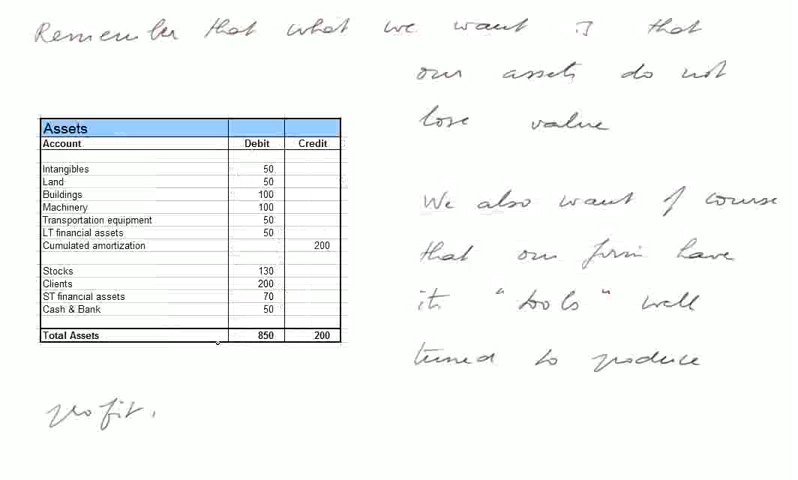 Remember that what we want is that
our assets do not
lose value
Assets
Account Debit Credit
Intangibles 50
Land 50
Buildings 100
Machinery 100
Transportation equipment 50
LT financial assets 50
Cumulated amortization 200
Stocks 130
Clients 200
ST financial assets 70
Cash & Bank 50
Total Assets 850 200
We also want of course
that our firm have
its "tools" well
tuned to produce
profit.